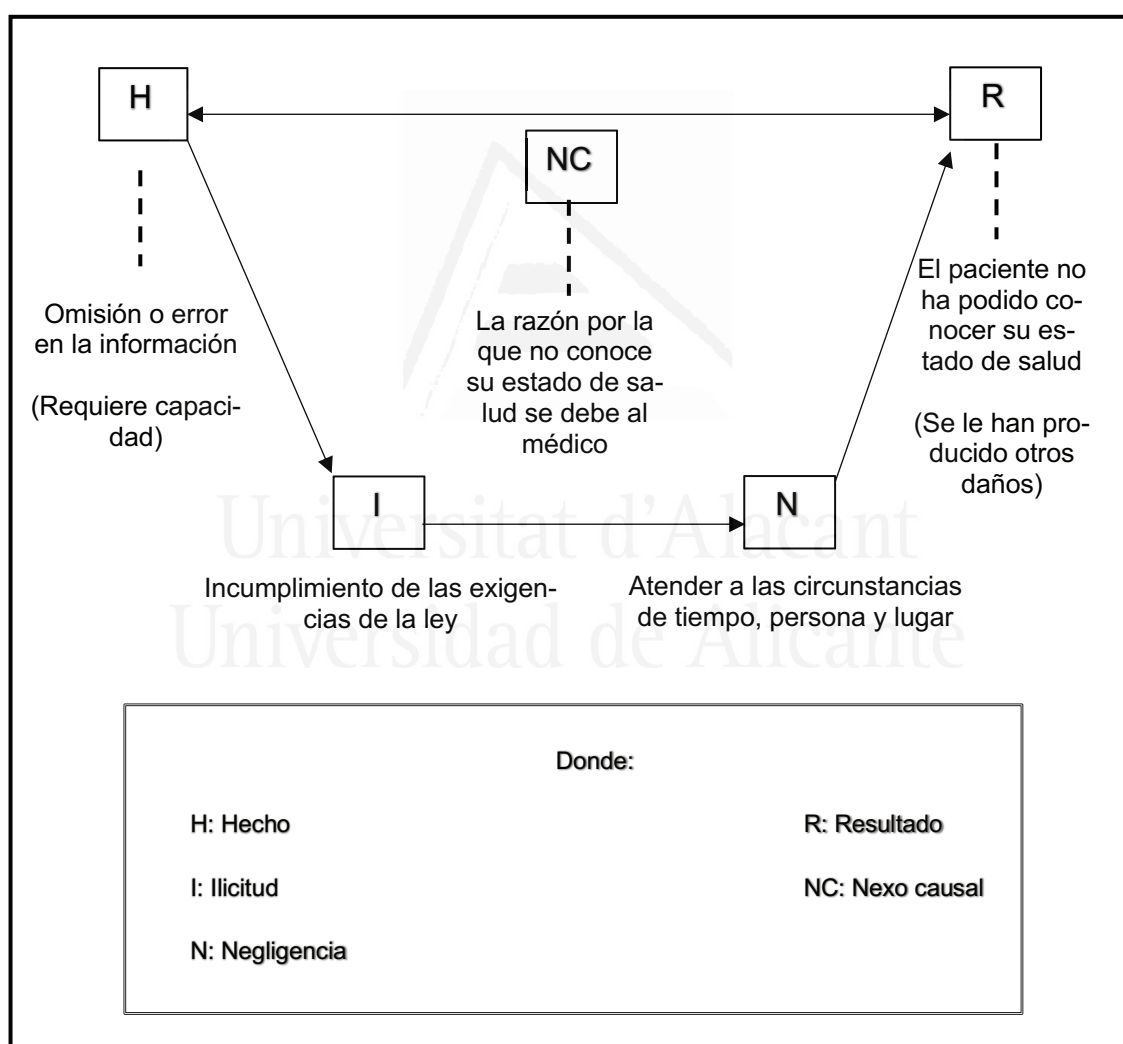 H
R
NC
Omisión o error
en la información
(Requiere capaci-
dad)
La razón por la
que no conoce
su estado de sa-
lud se debe al
médico
El paciente no
ha podido co-
nocer su es-
tado de salud
(Se le han pro-
ducido otros
daños)
I
N
Incumplimiento de las exigen-
cias de la ley
Atender a las circunstancias
de tiempo, persona y lugar
Universitat d'Alacant
Universidad de Alicante
Donde:
H: Hecho
R: Resultado
I: Ilicitud
NC: Nexo causal
N: Negligencia